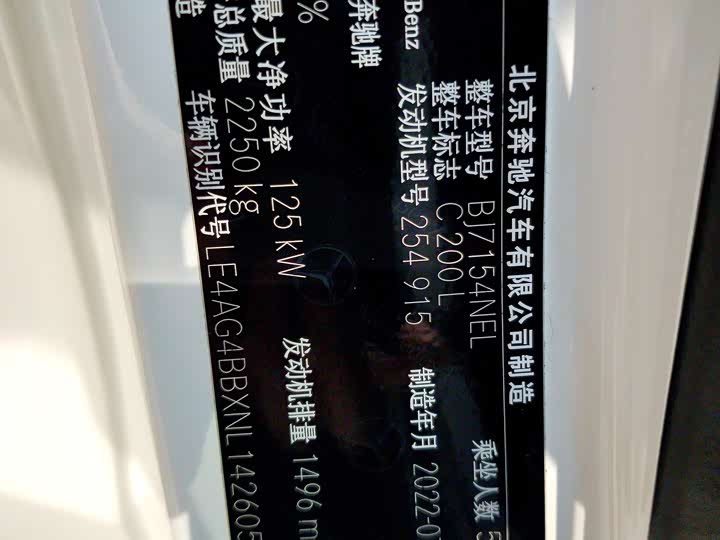 北京奔驰汽车有限公司制造
整车型号 BJ7154NEL 乘坐人数 5
整车标志 C 200 L
发动机型号 254 915 制造年月 2022-0
Benz
奔驰牌
%
最大净功率 125 kW 发动机排量 1496 m
总质量 2250 kg
车辆识别代号 LE4AG4BBXNL142605
造